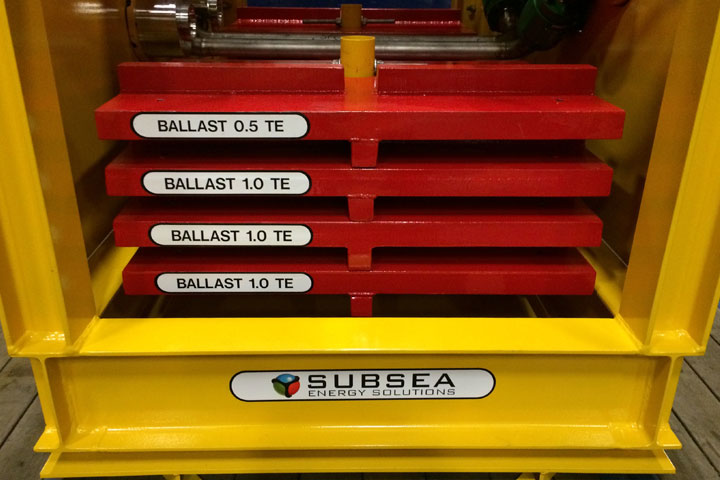 BALLAST 0.5 TE
BALLAST 1.0 TE
BALLAST 1.0 TE
BALLAST 1.0 TE
SUBSEA
ENERGY SOLUTIONS